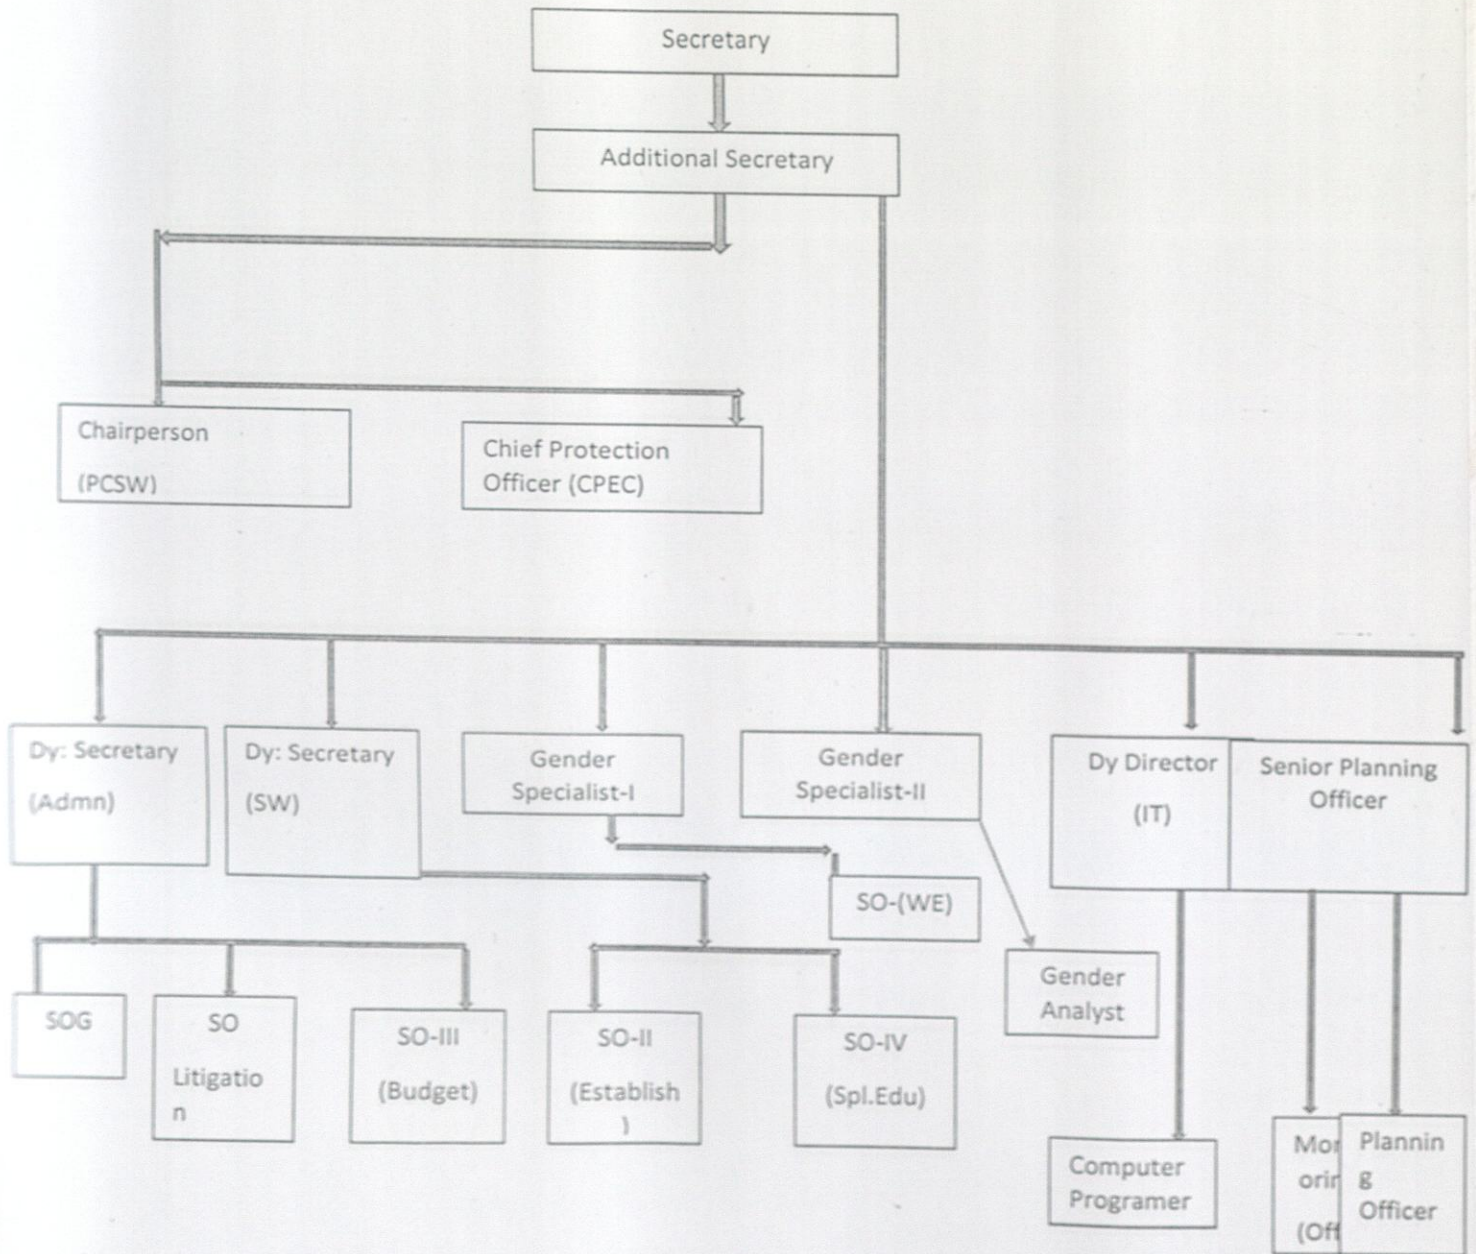 Secretary
Additional Secretary
Chairperson
(PCSW)
Chief Protection
Officer (CPEC)
Dy: Secretary
(Admn)
Dy: Secretary
(SW)
Gender
Specialist-I
Gender
Specialist-II
Dy Director
(IT)
Senior Planning
Officer
SO-(WE)
Gender
Analyst
SOG
SO
Litigatio
n
SO-III
(Budget)
SO-II
(Establish
)
SO-IV
(Spl.Edu)
Computer
Programer
Plannin
g
Officer